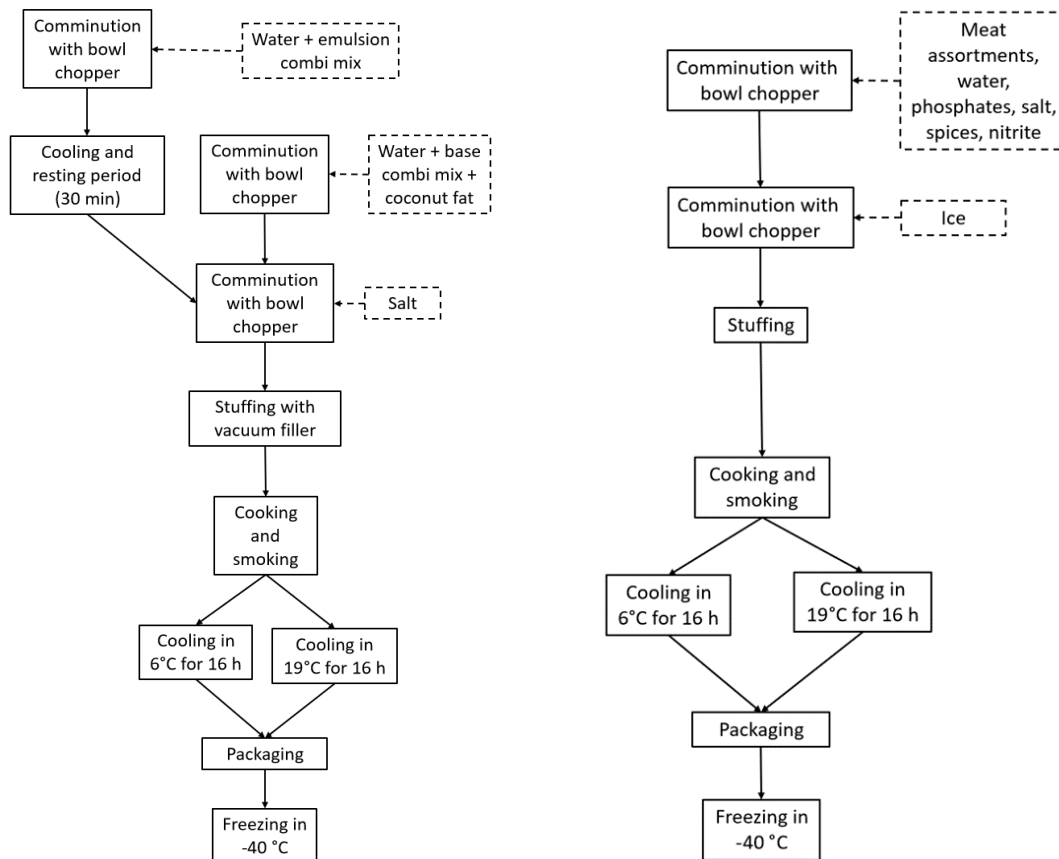 Comminution
with bowl
chopper
Water + emulsion
combi mix
Cooling and
resting period
(30 min)
Comminution
with bowl
chopper
Water + base
combi mix +
coconut fat
Comminution
with bowl
chopper
Salt
Stuffing with
vacuum filler
Cooking
and
smoking
Cooling in
6°C for 16 h
Cooling in
19°C for 16 h
Packaging
Freezing in
-40 °C
Comminution with
bowl chopper
Meat
assortments,
water,
phosphates, salt,
spices, nitrite
Comminution with
bowl chopper
Ice
Stuffing
Cooking and
smoking
Cooling in
6°C for 16 h
Cooling in
19°C for 16 h
Packaging
Freezing in
-40 °C